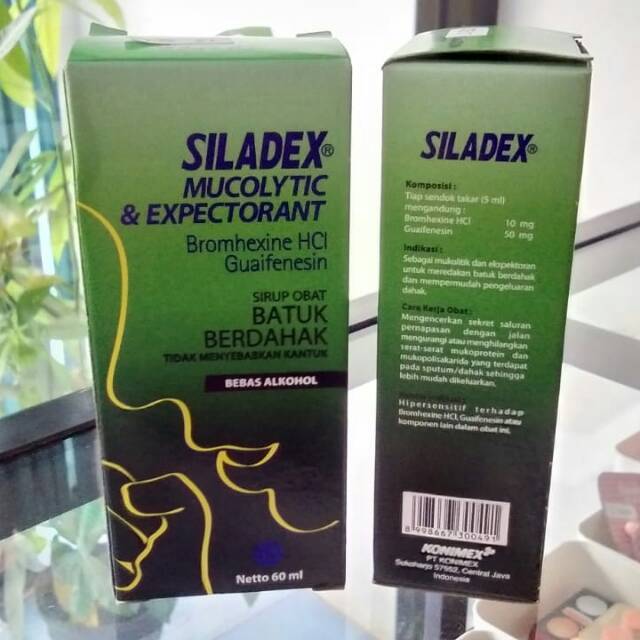 SILADEX®
MUCOLYTIC
& EXPECTORANT
Bromhexine HCl
Guaifenesin
SIRUP OBAT
BATUK
BERDAHAK
TIDAK MENYEBABKAN KANTUK
BEBAS ALKOHOL
Netto 60 ml
SILADEX®
Komposisi :
Tiap sendok takar (5 ml)
mengandung :
Bromhexine HCl 10 mg
Guaifenesin 50 mg
Indikasi :
Sebagai mukolitik dan ekspektoran
untuk meredakan batuk berdahak
dan mempermudah pengeluaran
dahak.
Cara Kerja Obat :
Mengencerkan sekret saluran
pernapasan dengan jalan
mengurangi atau menghilangkan
serat-serat mukoprotein dan
mukopolisakarida yang terdapat
pada sputum/dahak sehingga
lebih mudah dikeluarkan.
Hipersensitif terhadap
Bromhexine HCl, Guaifenesin atau
komponen lain dalam obat ini.
8 998667 300491
KONIMEX
PT KONIMEX
Sukoharjo 57552, Central Java
Indonesia